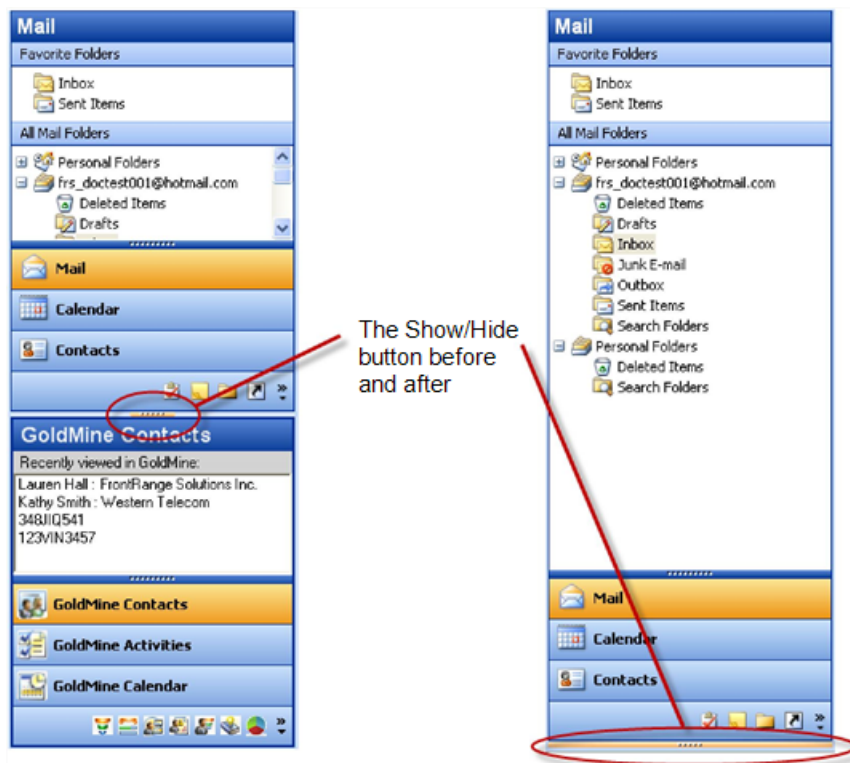 Mail
Favorite Folders
Inbox
Sent Items
All Mail Folders
Personal Folders
frs_doctest001@hotmail.com
Deleted Items
Drafts
Mail
Calendar
Contacts
GoldMine Contacts
Recently viewed in GoldMine:
Lauren Hall : FrontRange Solutions Inc.
Kathy Smith : Western Telecom
348JIQ541
123VIN3457
GoldMine Contacts
GoldMine Activities
GoldMine Calendar
The Show/Hide
button before
and after
Mail
Favorite Folders
Inbox
Sent Items
All Mail Folders
Personal Folders
frs_doctest001@hotmail.com
Deleted Items
Drafts
Inbox
Junk E-mail
Outbox
Sent Items
Search Folders
Personal Folders
Deleted Items
Search Folders
Mail
Calendar
Contacts